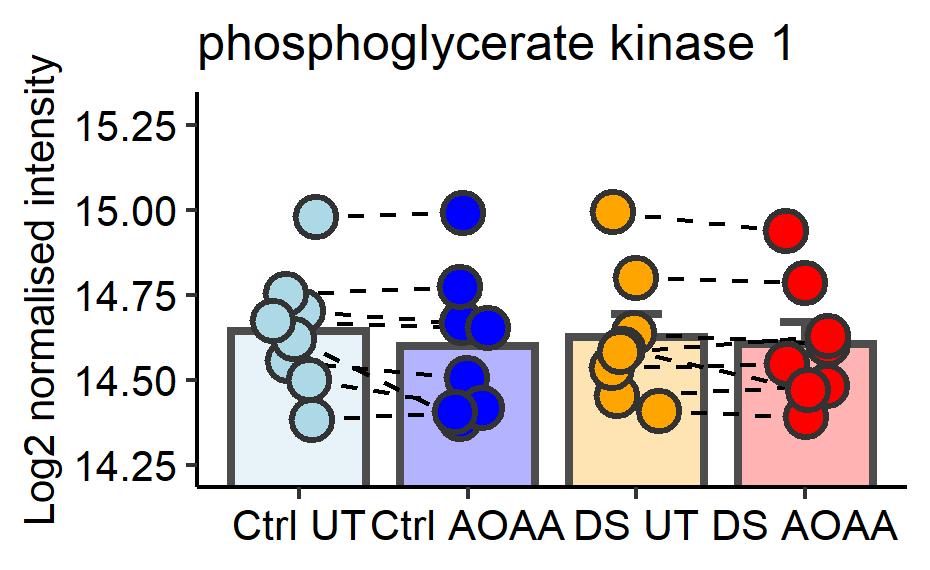 phosphoglycerate kinase 1
Log2 normalised intensity
15.25
15.00
14.75
14.50
14.25
Ctrl UT Ctrl AOAA DS UT DS AOAA